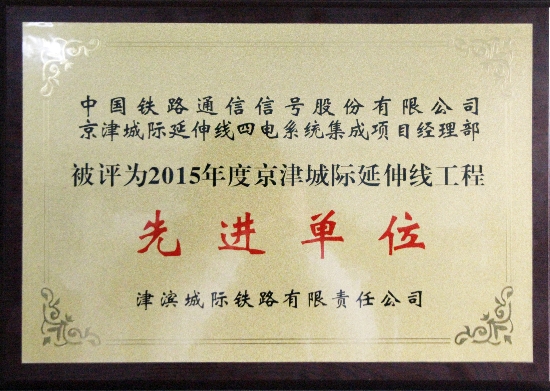 中国铁路通信信号股份有限公司
京津城际延伸线四电系统集成项目经理部
被评为2015年度京津城际延伸线工程
先进单位
津滨城际铁路有限责任公司